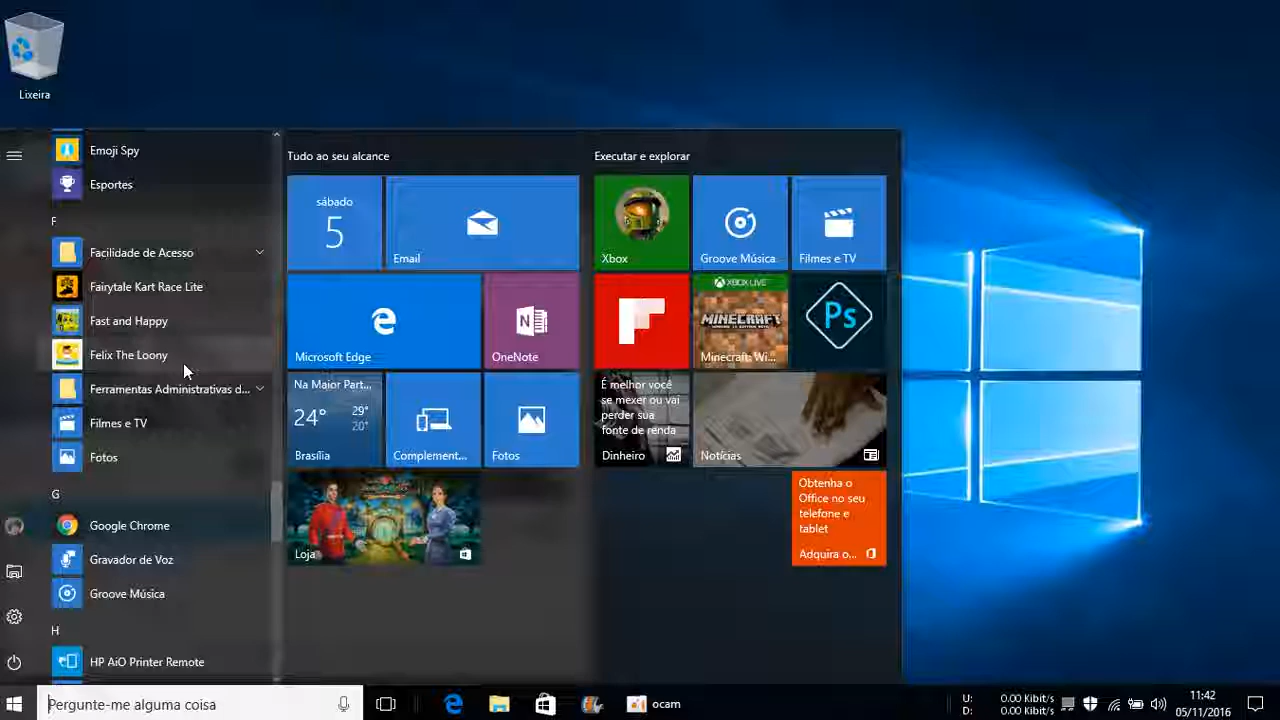 Lixeira
Emoji Spy
Esportes
F
Facilidade de Acesso
Fairytale Kart Race Lite
Fast and Happy
Felix The Loony
Ferramentas Administrativas d...
Filmes e TV
Fotos
G
Google Chrome
Gravador de Voz
Groove Música
H
HP AiO Printer Remote
Tudo ao seu alcance
sábado
5
Email
Microsoft Edge
OneNote
Na Maior Part...
24°
29°
20°
Brasília
Complement...
Fotos
Loja
Executar e explorar
Xbox
Groove Música
Filmes e TV
XBOX LIVE
MINECRAFT
Minecraft: Wi...
Ps
É melhor você
se mexer ou vai
perder sua
fonte de renda
Dinheiro
Notícias
Obtenha o
Office no seu
telefone e
tablet
Adquira o...
Pergunte-me alguma coisa
ocam
U: 0.00 Kibit/s
D: 0.00 Kibit/s
11:42
05/11/2016